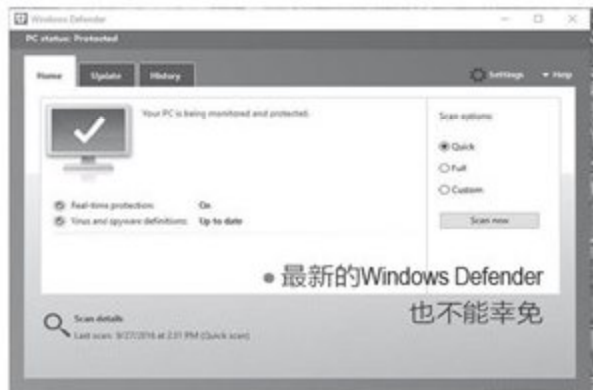 Windows Defender
PC status: Protected
Home Update History Settings Help
Your PC is being monitored and protected.
Scan options:
Quick
Full
Custom
Real-time protection: On
Virus and spyware definitions: Up to date
Scan now
• 最新的Windows Defender
也不能幸免
Scan details
Last scan: 9/27/2016 at 2:31 PM (Quick scan)